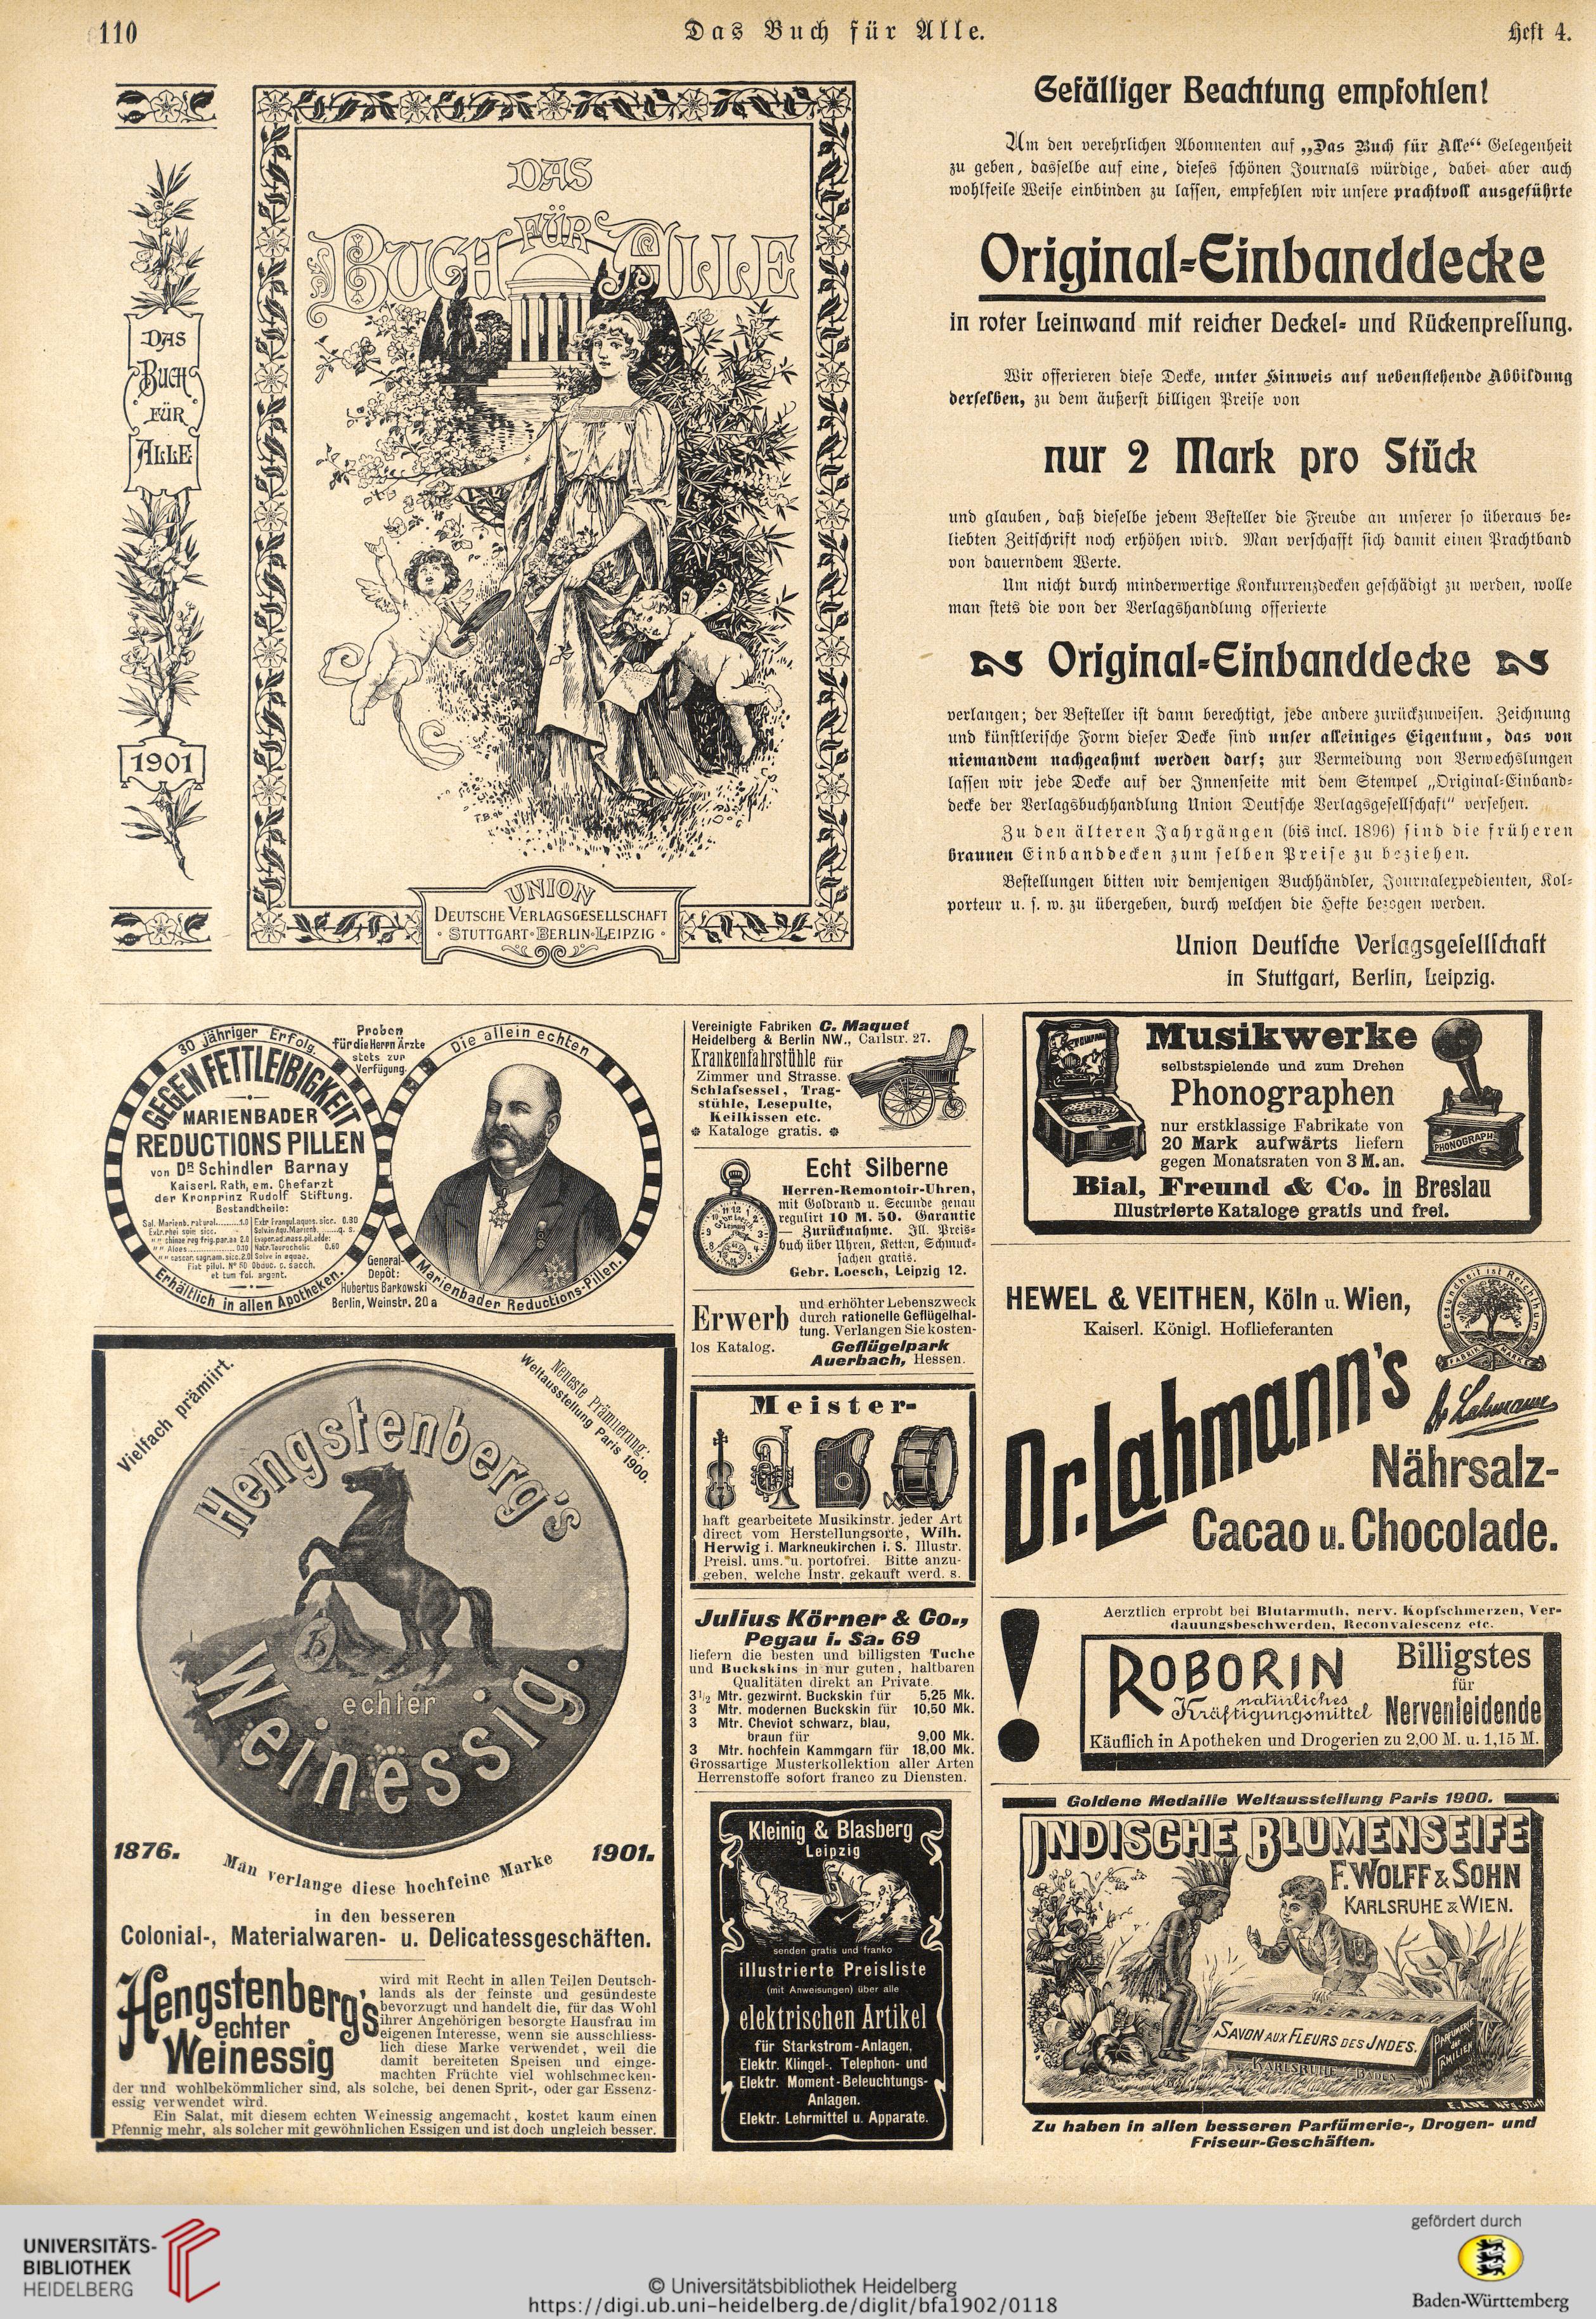 110
Das Buch für Alle.
Heft 4.
DAS
BUCH
FÜR
ALLE
1901
DAS
BUCH FÜR ALLE
T.B. 96
UNION
DEUTSCHE VERLAGSGESELLSCHAFT
• STUTTGART • BERLIN • LEIPZIG •
Gefälliger Beachtung empfohlen!
Um den verehrlichen Abonnenten auf „Das Buch für Alle“ Gelegenheit
zu geben, dasselbe auf eine, dieses schönen Journals würdige, dabei aber auch
wohlfeile Weise einbinden zu lassen, empfehlen wir unsere prachtvoll ausgeführte
Original-Einbanddecke
in roter Leinwand mit reicher Deckel- und Rückenpressung.
Wir offerieren diese Decke, unter Hinweis auf nebenstehende Abbildung
derselben, zu dem äußerst billigen Preise von
nur 2 Mark pro Stück
und glauben, daß dieselbe jedem Besteller die Freude an unserer so überaus be-
liebten Zeitschrift noch erhöhen wird. Man verschafft sich damit einen Prachtband
von dauerndem Werte.
Um nicht durch minderwertige Konkurrenzdecken geschädigt zu werden, wolle
man stets die von der Verlagshandlung offerierte
Original-Einbanddecke
verlangen; der Besteller ist dann berechtigt, jede andere zurückzuweisen. Zeichnung
und künstlerische Form dieser Decke sind unser alleiniges Eigentum, das von
niemandem nachgeahmt werden darf; zur Vermeidung von Verwechslungen
lassen wir jede Decke auf der Innenseite mit dem Stempel „Original-Einband-
decke der Verlagsbuchhandlung Union Deutsche Verlagsgesellschaft“ versehen.
Zu den älteren Jahrgängen (bis incl. 1896) sind die früheren
braunen Einbanddecken zum selben Preise zu beziehen.
Bestellungen bitten wir demjenigen Buchhändler, Journalexpedienten, Kol-
porteur u. s. w. zu übergeben, durch welchen die Hefte bezogen werden.
Union Deutsche Verlagsgesellschaft
in Stuttgart, Berlin, Leipzig.
30 jähriger Erfolg.
GEGEN FETTLEIBIGKEIT
MARIENBADER
REDUCTIONS PILLEN
von DR Schindler Barnay
Kaiserl. Rath, em. Chefarzt
der Kronprinz Rudolf Stiftung.
Bestandtheile:
et tum fol. argent.
Erhältlich in allen Apotheken.
Proben
für die Herrn Ärzte
stets zur
Verfügung.
General-
Depôt:
Hubertus Barkowski
Berlin, Weinstr. 20 a
Die allein echten
Marienbader Reductions-Pillen.
Vielfach prämiirt.
Neueste Prämiierung:
Weltausstellung Paris 1900.
Hengstenberg's
echter
Weinessig.
1876.
1901.
Man verlange diese hochfeine Marke
in den besseren
Colonial-, Materialwaren- u. Delicatessgeschäften.
Hengstenberg's
echter
Weinessig
wird mit Recht in allen Teilen Deutsch-
lands als der feinste und gesündeste
bevorzugt und handelt die, für das Wohl
ihrer Angehörigen besorgte Hausfrau im
eigenen Interesse, wenn sie ausschliess-
lich diese Marke verwendet, weil die
damit bereiteten Speisen und einge-
machten Früchte viel wohlschmecken-
der und wohlbekömmlicher sind, als solche, bei denen Sprit-, oder gar Essenz-
essig verwendet wird.
Ein Salat, mit diesem echten Weinessig angemacht, kostet kaum einen
Pfennig mehr, als solcher mit gewöhnlichen Essigen und ist doch ungleich besser.
Vereinigte Fabriken C. Maquet
Heidelberg & Berlin NW., Carlstr. 27.
Krankenfahrstühle für
Zimmer und Strasse.
Schlafsessel, Trag-
stühle, Lesepulte,
Keilkissen etc.
Kataloge gratis.
Echt Silberne
Herren-Remontoir-Uhren,
mit Goldrand u. Secunde genau
regulirt 10 M. 50. Garantie
— Zurücknahme. Ill. Preis-
buch über Uhren, Ketten, Schmuck-
sachen gratis.
Gebr. Loesch, Leipzig 12.
Erwerb und erhöhter Lebenszweck
durch rationelle Geflügelhal-
tung. Verlangen Sie kosten-
los Katalog. Geflügelpark
Auerbach, Hessen.
Meister-
haft gearbeitete Musikinstr. jeder Art
direct vom Herstellungsorte, Wilh.
Herwig i. Markneukirchen i. S. Illustr.
Preisl. ums. u. portofrei. Bitte anzu-
geben, welche Instr. gekauft werd. s.
Julius Körner & Co.,
Pegau i. Sa. 69
liefern die besten und billigsten Tuche
und Buckskins in nur guten, haltbaren
Qualitäten direkt an Private.
3 1/2 Mtr. gezwirnt. Buckskin für 5,25 Mk.
3 Mtr. modernen Buckskin für 10,50 Mk.
3 Mtr. Cheviot schwarz, blau,
braun für 9,00 Mk.
3 Mtr. hochfein Kammgarn für 18,00 Mk.
Grossartige Musterkollektion aller Arten
Herrenstoffe sofort franco zu Diensten.
Kleinig & Blasberg
Leipzig
senden gratis und franko
illustrierte Preisliste
(mit Anweisungen) über alle
elektrischen Artikel
für Starkstrom-Anlagen,
Elektr. Klingel-, Telephon- und
Elektr. Moment-Beleuchtungs-
Anlagen.
Elektr. Lehrmittel u. Apparate.
Musikwerke
selbstspielende und zum Drehen
Phonographen
nur erstklassige Fabrikate von
20 Mark aufwärts liefern
gegen Monatsraten von 3 M. an.
PHONOGRAPH
Bial, Freund & Co. in Breslau
Illustrierte Kataloge gratis und frei.
HEWEL & VEITHEN, Köln u. Wien,
Kaiserl. Königl. Hoflieferanten
Gesundheit ist Reichthum
FABRIK MARKE
Dr. Lahmann
Dr. Lahmann's
Nährsalz-
Cacao u. Chocolade.
!
Aerztlich erprobt bei Blutarmuth, nerv. Kopfschmerzen, Ver-
dauungsbeschwerden, Reconvalescenz etc.
ROBORIN
natürliches
Kräftigungsmittel
Billigstes
für
Nervenleidende
Käuflich in Apotheken und Drogerien zu 2,00 M. u. 1,15 M.
Goldene Medaille Weltausstellung Paris 1900.
INDISCHE BLUMENSEIFE
F. WOLFF & SOHN
KARLSRUHE & WIEN.
SAVON AUX FLEURS DES INDES.
KARLSRUHE BADEN
PARFUMERIE
FAMILIEN
Zu haben in allen besseren Parfümerie-, Drogen- und
Friseur-Geschäften.
UNIVERSITÄTS-
BIBLIOTHEK
HEIDELBERG
© Universitätsbibliothek Heidelberg
https://digi.ub.uni-heidelberg.de/diglit/bfa1902/0118
gefördert durch
Baden-Württemberg